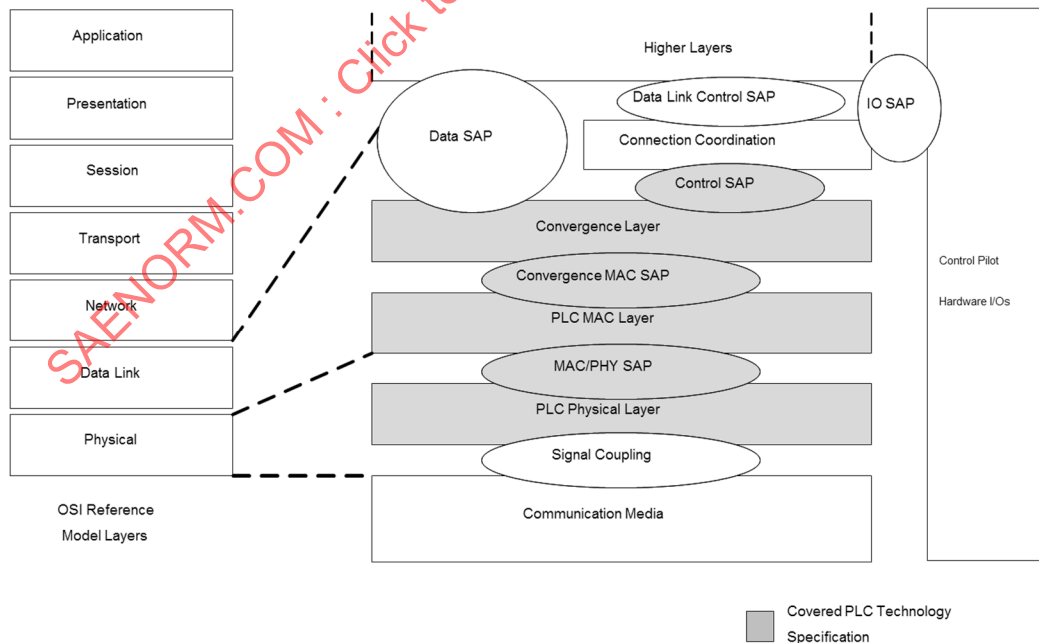 Application
Presentation
Session
Transport
Network
Data Link
Physical
OSI Reference
Model Layers
Higher Layers
Data Link Control SAP
IO SAP
Data SAP
Connection Coordination
Control SAP
Convergence Layer
Convergence MAC SAP
PLC MAC Layer
MAC/PHY SAP
PLC Physical Layer
Signal Coupling
Communication Media
Control Pilot
Hardware I/Os
Covered PLC Technology
Specification
SAENORM.COM : Click to